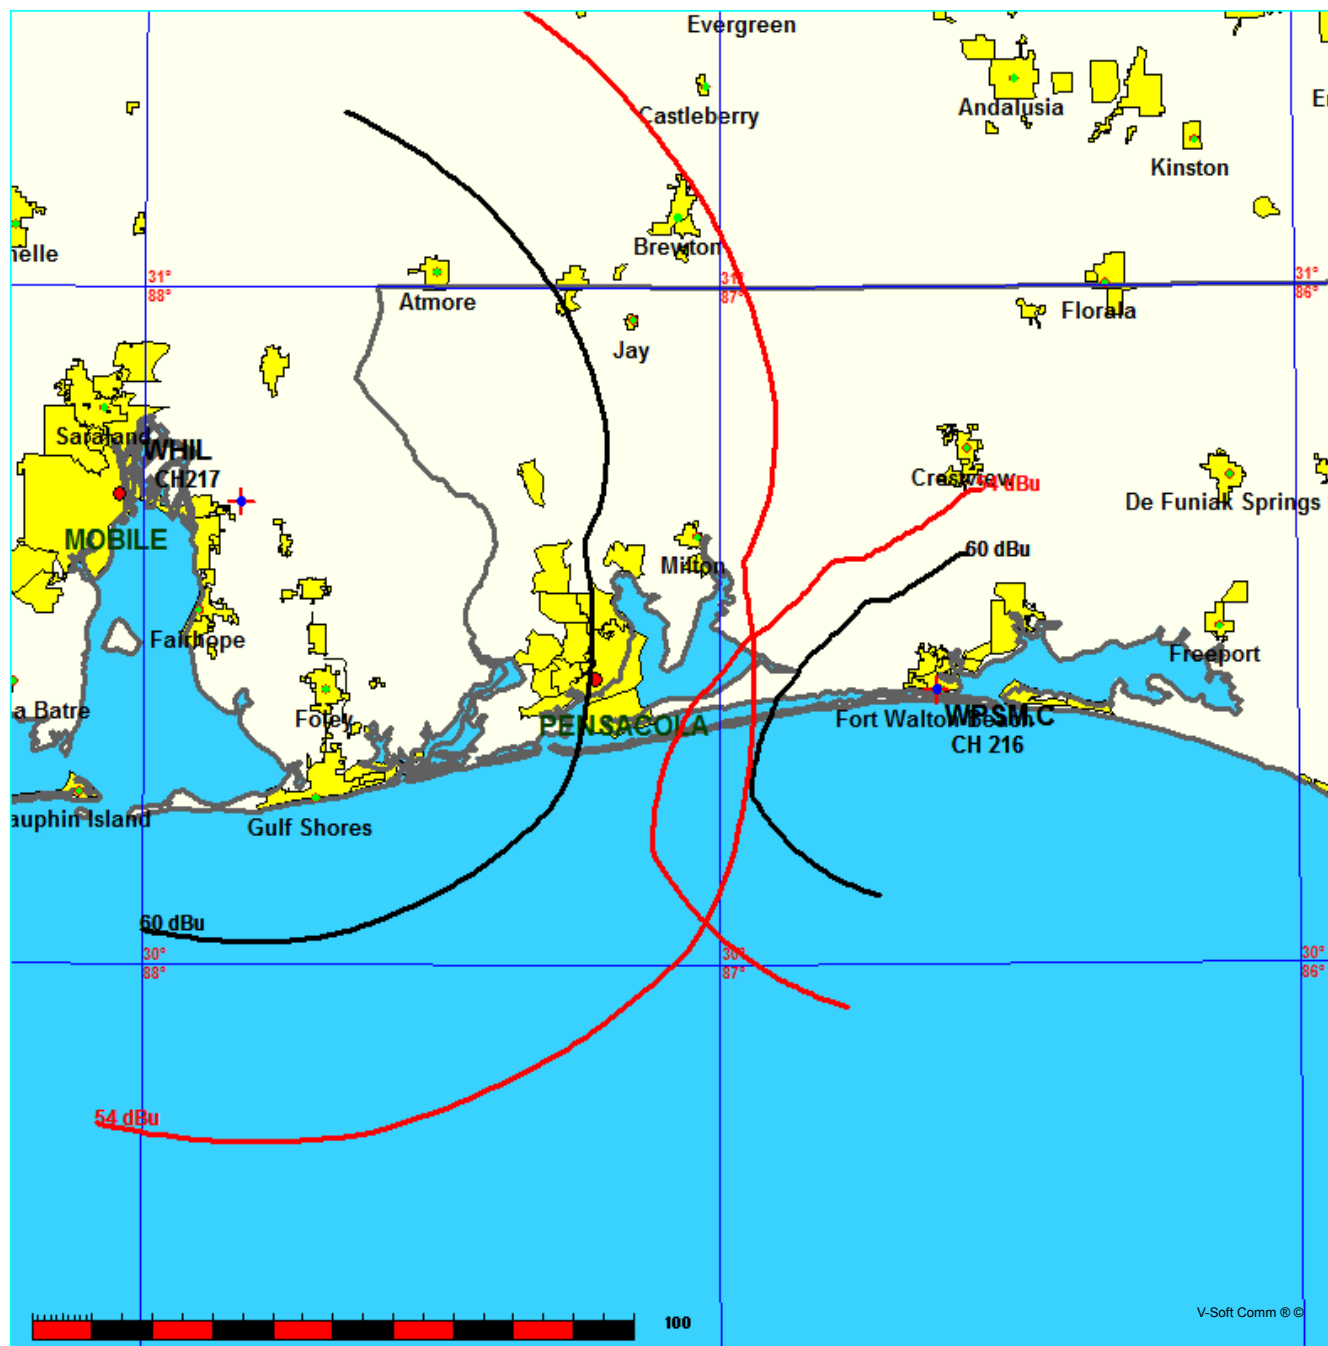 Evergreen
Castleberry
Andalusia
Kinston
Brewton
31°
88°
31°
87°
31°
86°
Atmore
Florala
Jay
Saraland
WHIL
CH217
Crestview
54 dBu
De Funiak Springs
MOBILE
60 dBu
Milton
Fairhope
Freeport
a Batre
Foley
PENSACOLA
Fort Walton Beach
WPSM.C
CH 216
auphin Island
Gulf Shores
60 dBu
30°
88°
30°
87°
30°
86°
54 dBu
V-Soft Comm ® ©
100